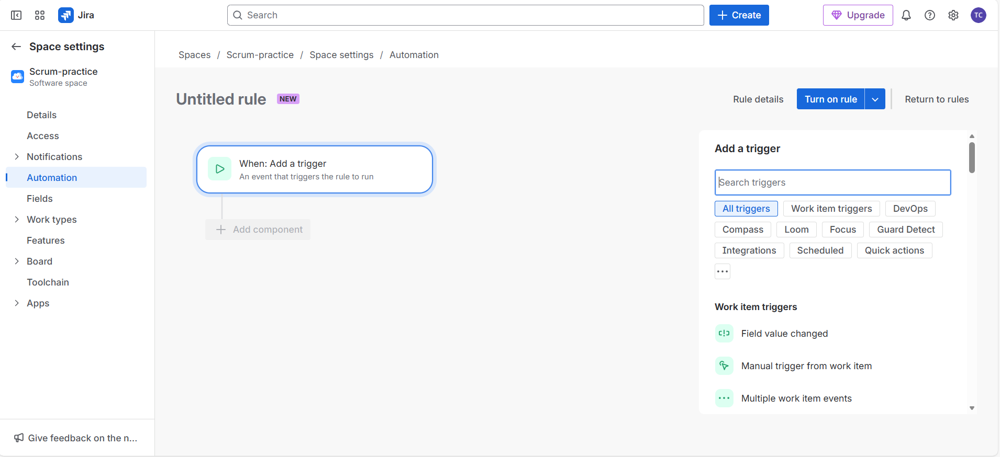 Jira
Search
Create
Upgrade
TC
Space settings
Scrum-practice
Software space
Details
Access
Notifications
Automation
Fields
Work types
Features
Board
Toolchain
Apps
Give feedback on the n...
Spaces / Scrum-practice / Space settings / Automation
Untitled rule NEW
Rule details Turn on rule Return to rules
When: Add a trigger
An event that triggers the rule to run
Add component
Add a trigger
Search triggers
All triggers Work item triggers DevOps
Compass Loom Focus Guard Detect
Integrations Scheduled Quick actions
Work item triggers
Field value changed
Manual trigger from work item
Multiple work item events